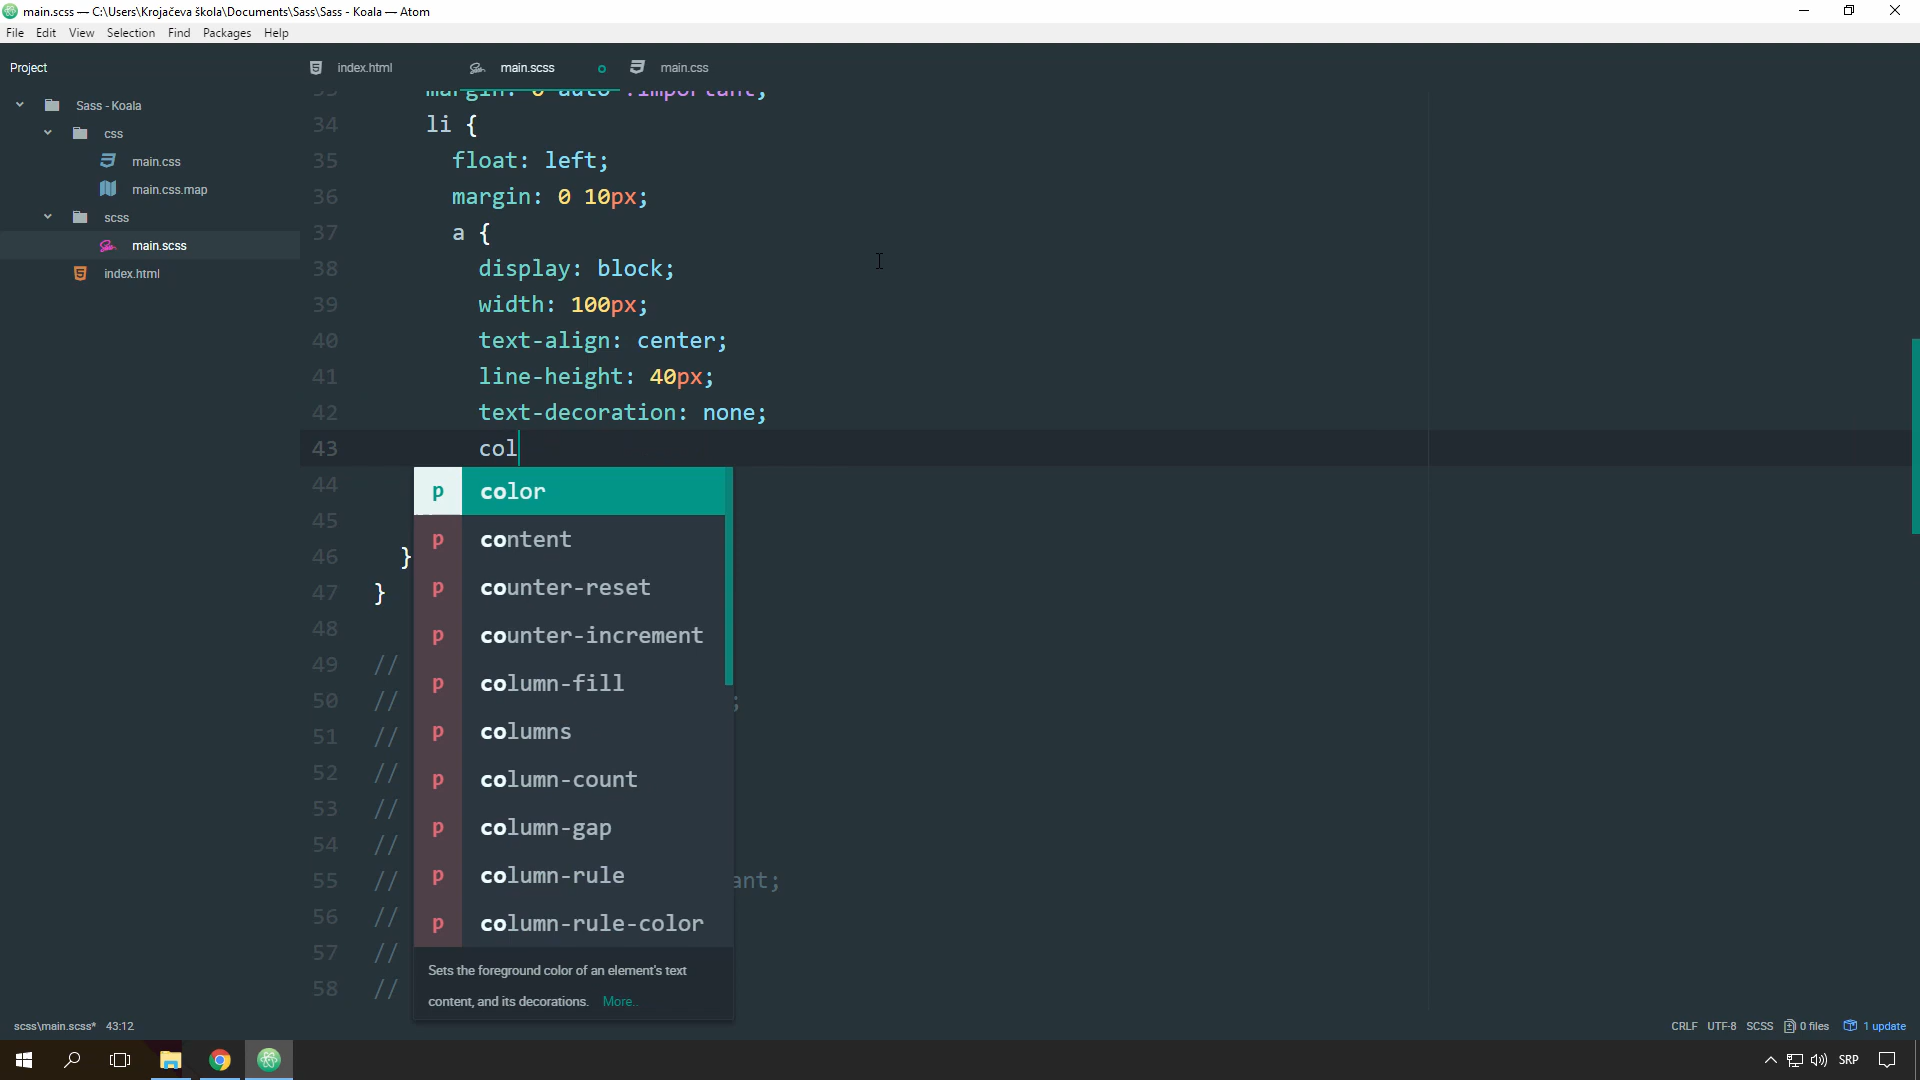 main.scss — C:\Users\Krojačeva škola\Documents\Sass\Sass - Koala — Atom
File Edit View Selection Find Packages Help
Project
index.html main.scss main.css
Sass - Koala
css
main.css
main.css.map
scss
main.scss
index.html
33 margin: 0 auto !important;
34 li {
35 float: left;
36 margin: 0 10px;
37 a {
38 display: block;
39 width: 100px;
40 text-align: center;
41 line-height: 40px;
42 text-decoration: none;
43 col
44
45
46 }
47 }
48
49 //
50 // ;
51 //
52 //
53 //
54 //
55 // ant;
56 //
57 //
58 //
p color
p content
p counter-reset
p counter-increment
p column-fill
p columns
p column-count
p column-gap
p column-rule
p column-rule-color
Sets the foreground color of an element's text
content, and its decorations. More..
scss\main.scss* 43:12
CRLF UTF-8 SCSS 0 files 1 update
SRP